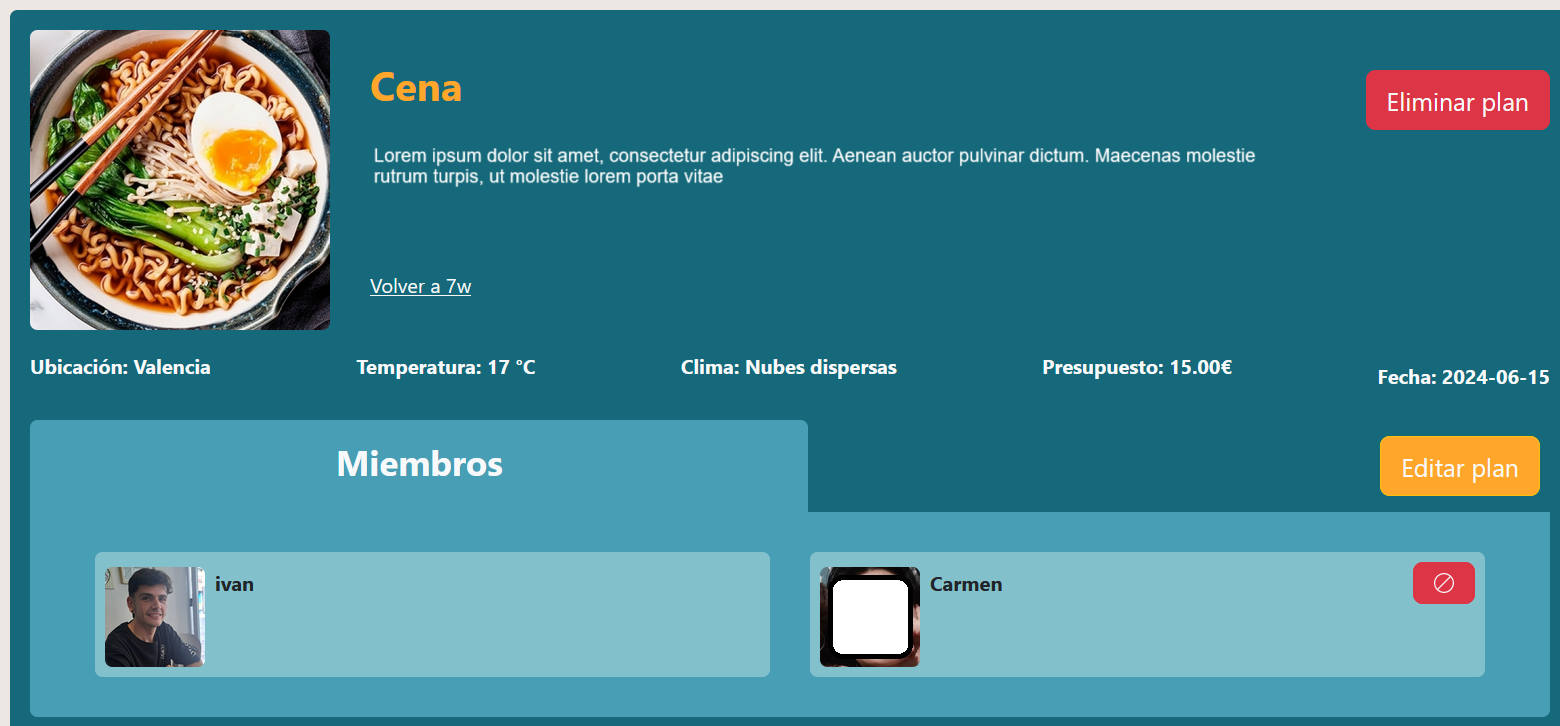 Cena
Eliminar plan
Lorem ipsum dolor sit amet, consectetur adipiscing elit. Aenean auctor pulvinar dictum. Maecenas molestie
rutrum turpis, ut molestie lorem porta vitae
Volver a 7w
Ubicación: Valencia
Temperatura: 17 °C
Clima: Nubes dispersas
Presupuesto: 15.00€
Fecha: 2024-06-15
Miembros
Editar plan
ivan
Carmen